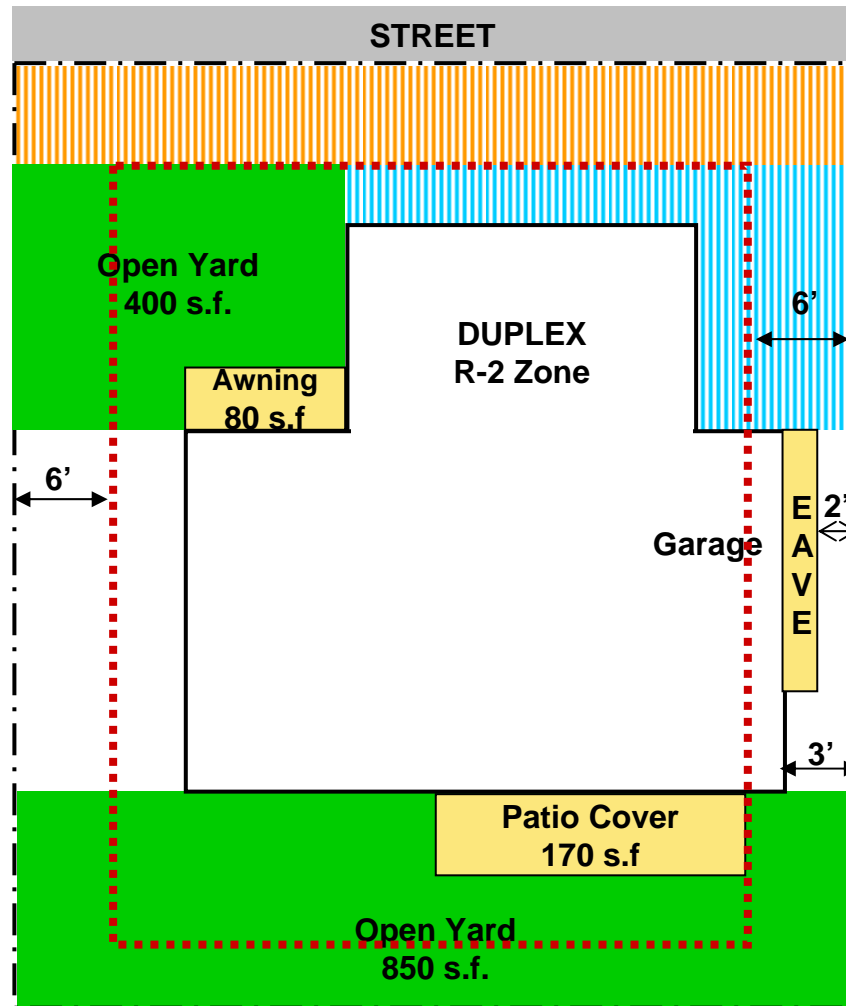 STREET
Open Yard
400 s.f.
DUPLEX
R-2 Zone
6’
Awning
80 s.f
6’
E
A
V
E
2’
Garage
3’
Patio Cover
170 s.f
Open Yard
850 s.f.